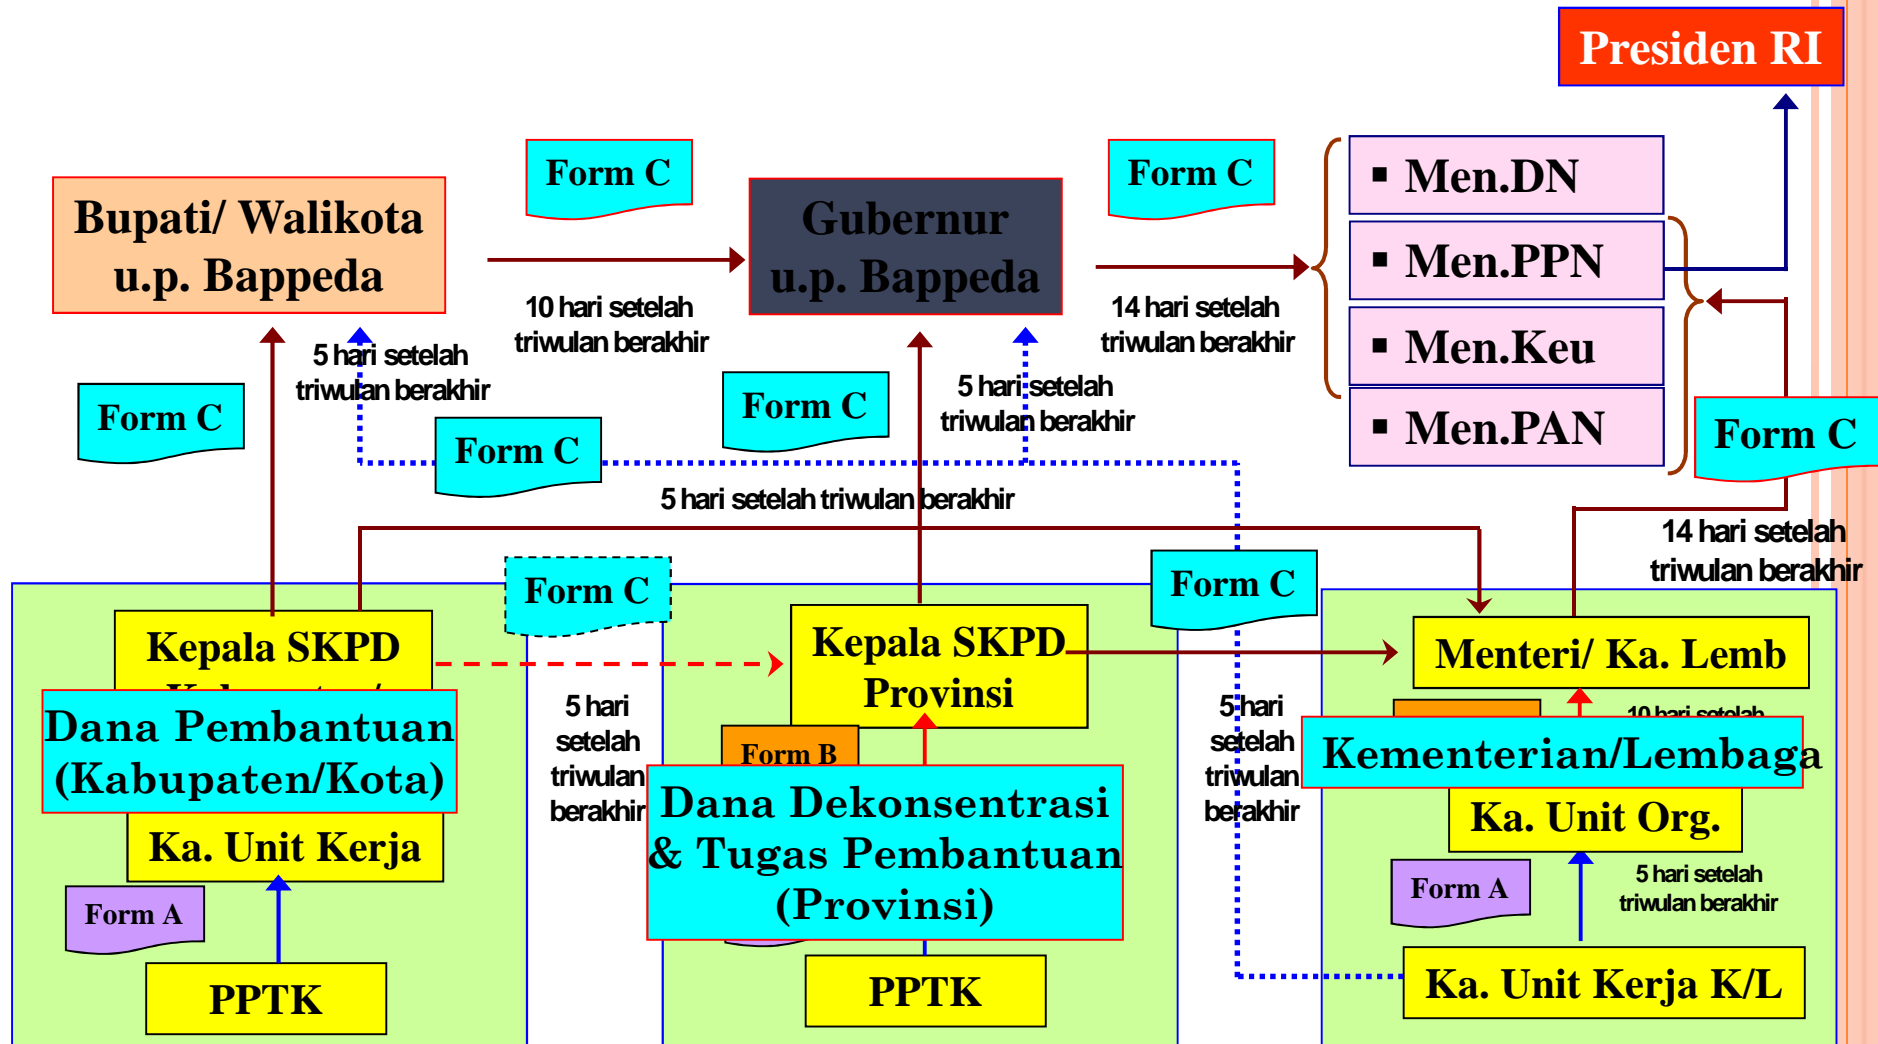 Presiden RI
Form C
Form C
▪ Men.DN
▪ Men.PPN
▪ Men.Keu
▪ Men.PAN
Bupati/ Walikota
u.p. Bappeda
Gubernur
u.p. Bappeda
10 hari setelah
triwulan berakhir
14 hari setelah
triwulan berakhir
5 hari setelah
triwulan berakhir
5 hari setelah
triwulan berakhir
Form C
Form C
Form C
Form C
5 hari setelah triwulan berakhir
14 hari setelah
triwulan berakhir
Form C
Form C
Kepala SKPD
Kepala SKPD
Provinsi
Menteri/ Ka. Lemb
5 hari
setelah
triwulan
berakhir
5 hari
setelah
triwulan
berakhir
10 hari setelah
Form B
Dana Pembantuan
(Kabupaten/Kota)
Dana Dekonsentrasi
& Tugas Pembantuan
(Provinsi)
Kementerian/Lembaga
Ka. Unit Kerja
Ka. Unit Org.
Form A
Form A
5 hari setelah
triwulan berakhir
PPTK
PPTK
Ka. Unit Kerja K/L